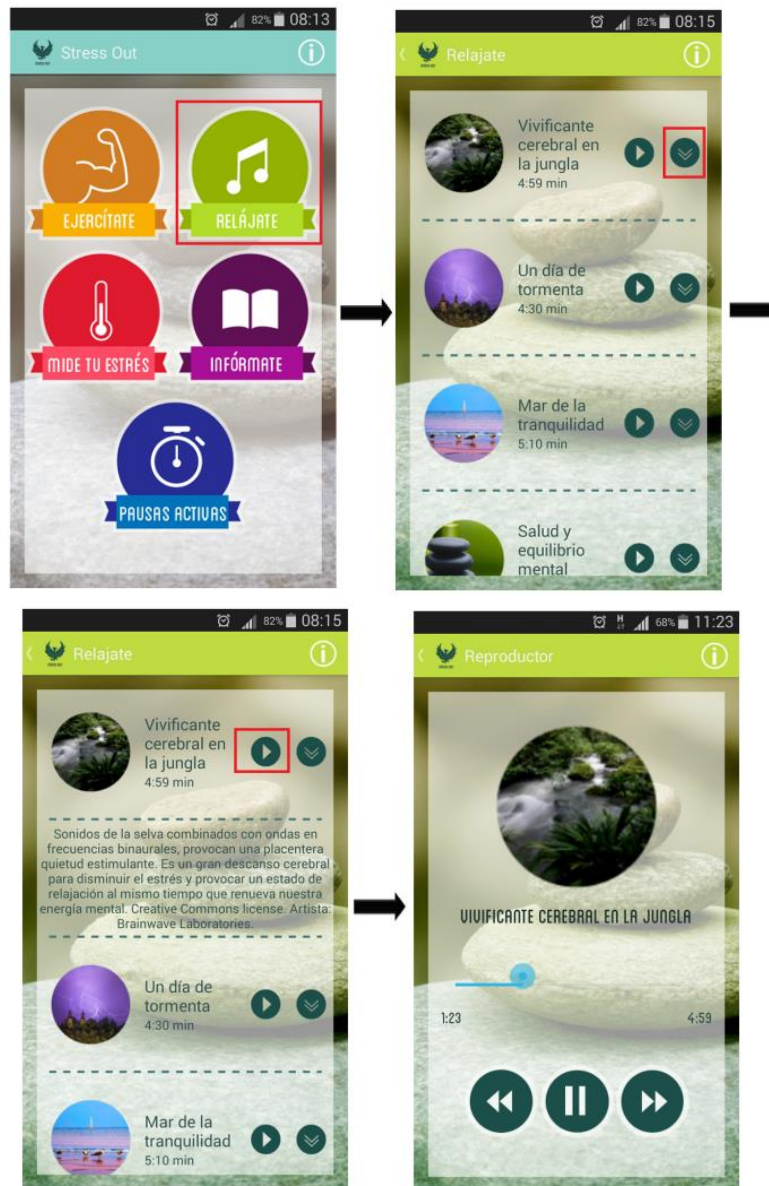 82% 08:13
Stress Out
EJERCÍTATE
RELÁJATE
MIDE TU ESTRÉS
INFÓRMATE
PAUSAS ACTIVAS
82% 08:15
Relajate
Vivificante
cerebral en
la jungla
4:59 min
Un día de
tormenta
4:30 min
Mar de la
tranquilidad
5:10 min
Salud y
equilibrio
mental
82% 08:15
Relajate
Vivificante
cerebral en
la jungla
4:59 min
Sonidos de la selva combinados con ondas en
frecuencias binaurales, provocan una placentera
quietud estimulante. Es un gran descanso cerebral
para disminuir el estrés y provocar un estado de
relajación al mismo tiempo que renueva nuestra
energía mental. Creative Commons license. Artista:
Brainwave Laboratories.
Un día de
tormenta
4:30 min
Mar de la
tranquilidad
5:10 min
H 68% 11:23
Reproductor
VIVIFICANTE CEREBRAL EN LA JUNGLA
1:23 4:59